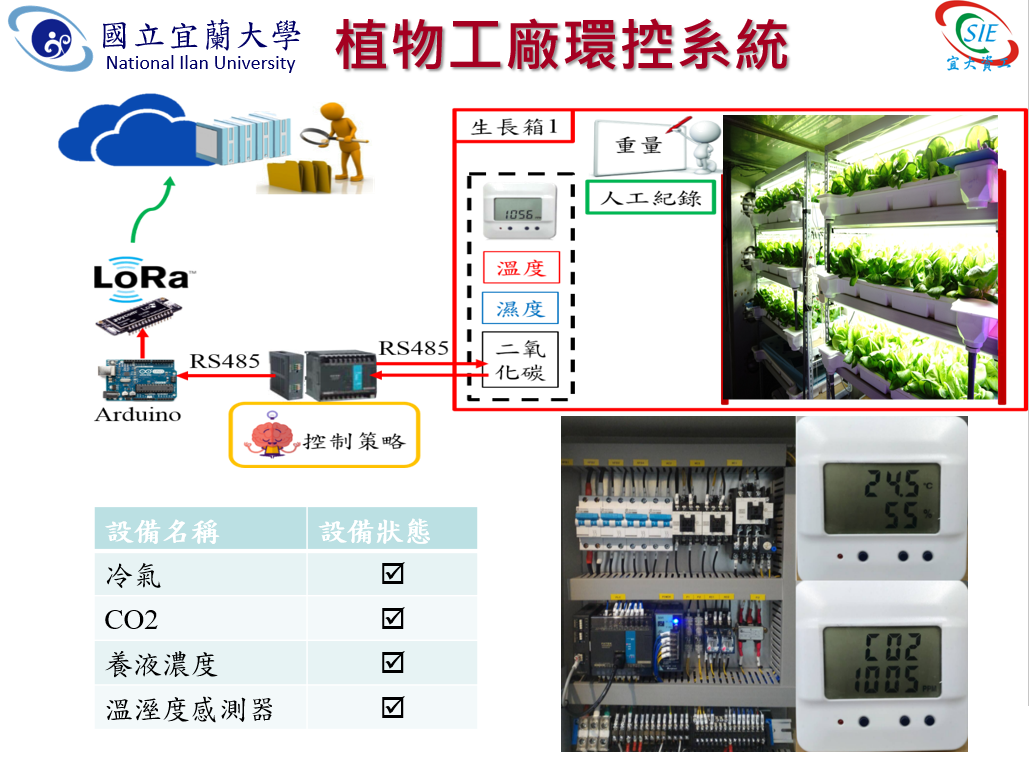 國立宜蘭大學
National Ilan University
植物工廠環控系統
SIE
宜大資工
生長箱1
重量
人工紀錄
1056
溫度
濕度
二氧
化碳
LoRa™
RS485
RS485
Arduino
控制策略
設備名稱 設備狀態
冷氣 ☑
CO2 ☑
養液濃度 ☑
溫溼度感測器 ☑
24.5 °C
55 %
CO2
1005 PPM